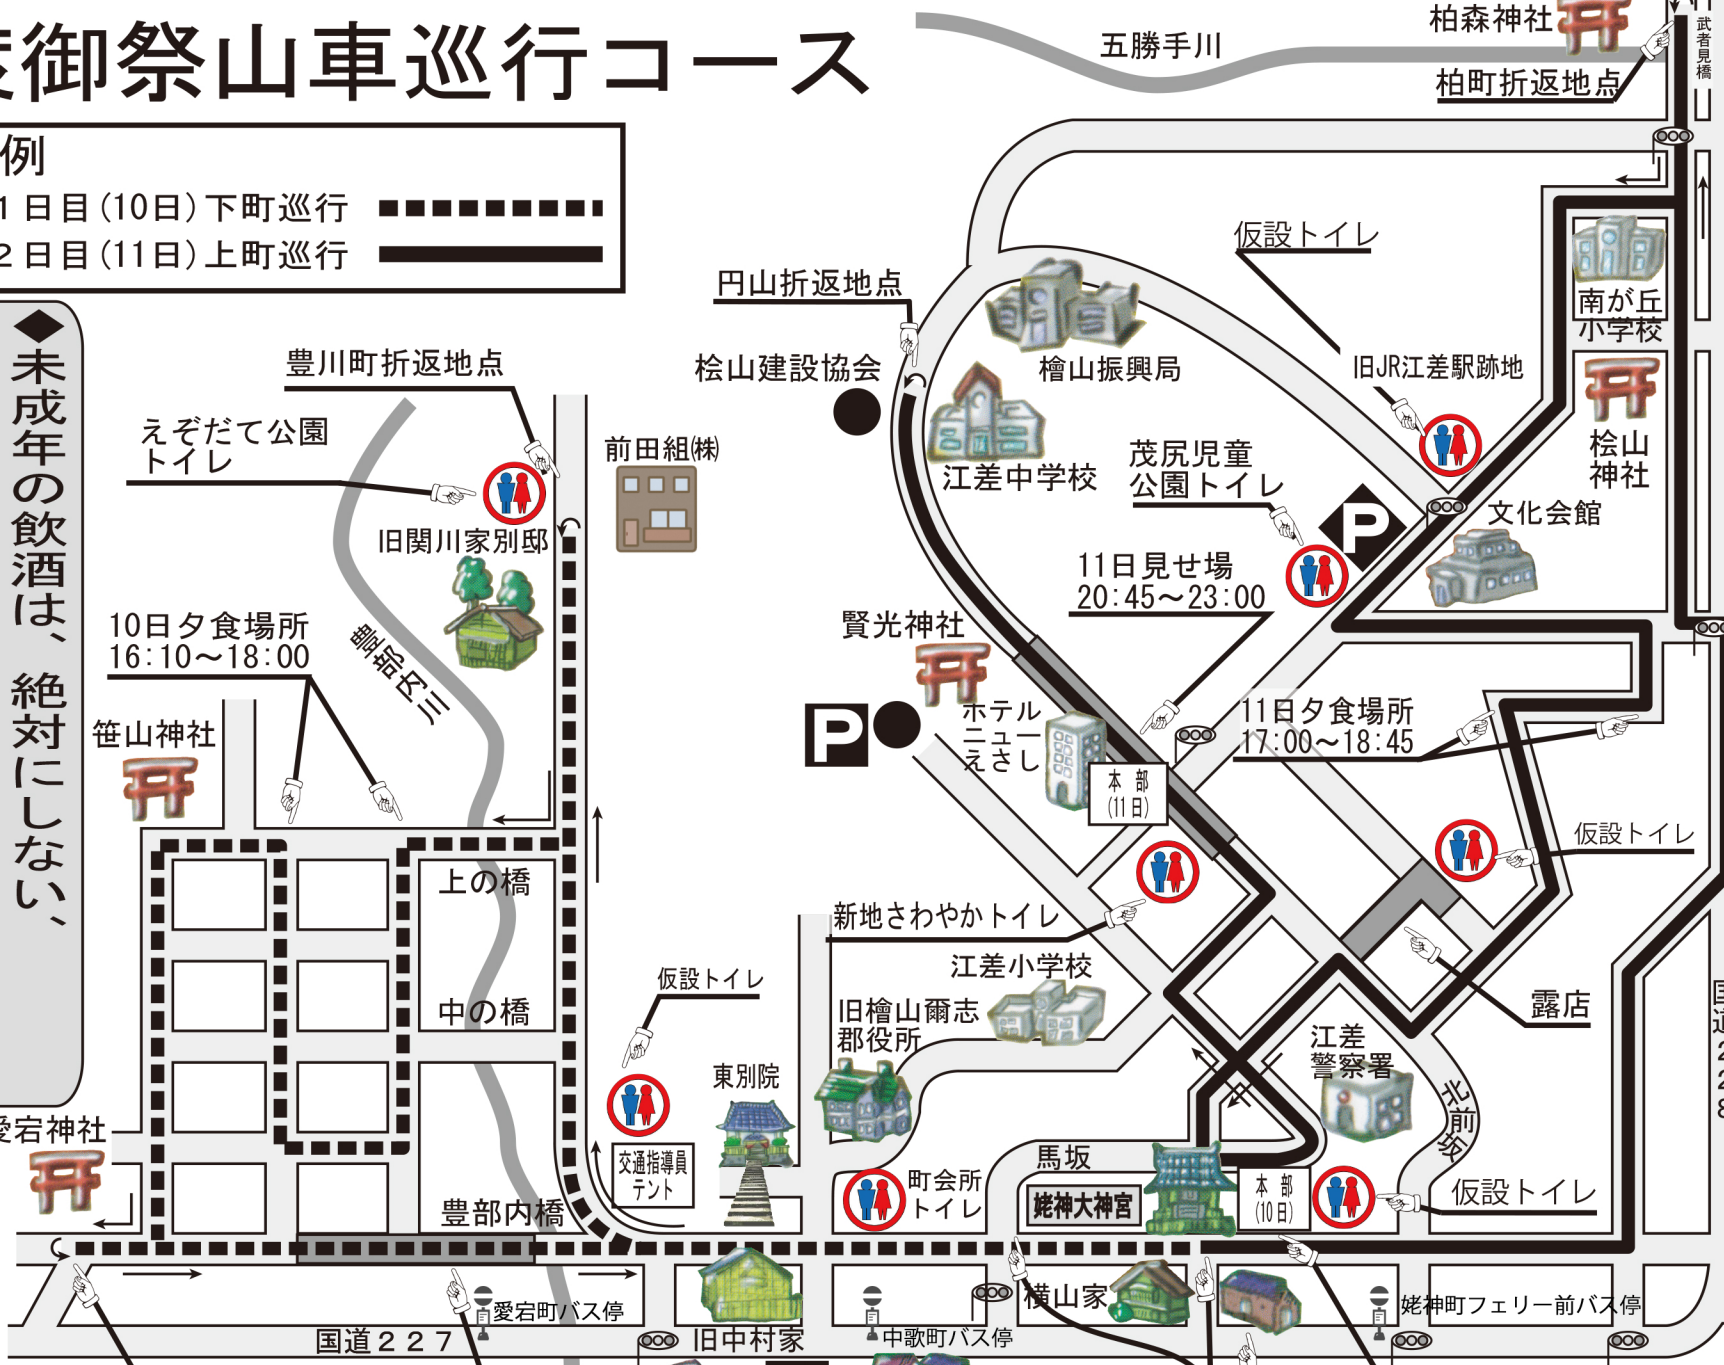 度御祭山車巡行コース
例
1日目(10日)下町巡行
2日目(11日)上町巡行
◆未成年の飲酒は、絶対にしない、
五勝手川
柏森神社
柏町折返地点
武者見橋
仮設トイレ
円山折返地点
南が丘
小学校
豊川町折返地点
桧山建設協会
檜山振興局
旧JR江差駅跡地
えぞだて公園
トイレ
前田組㈱
江差中学校
茂尻児童
公園トイレ
桧山
神社
文化会館
P
旧関川家別邸
11日見せ場
20:45〜23:00
10日夕食場所
16:10〜18:00
豊部内川
賢光神社
笹山神社
P
ホテル
ニュー
えさし
11日夕食場所
17:00〜18:45
本部
(11日)
仮設トイレ
上の橋
新地さわやかトイレ
江差小学校
仮設トイレ
中の橋
旧檜山爾志
郡役所
露店
国道228
江差
警察署
東別院
北前坂
愛宕神社
交通指導員
テント
馬坂
町会所
トイレ
姥神大神宮
本部
(10日)
仮設トイレ
豊部内橋
愛宕町バス停
横山家
姥神町フェリー前バス停
国道227
旧中村家
中歌町バス停